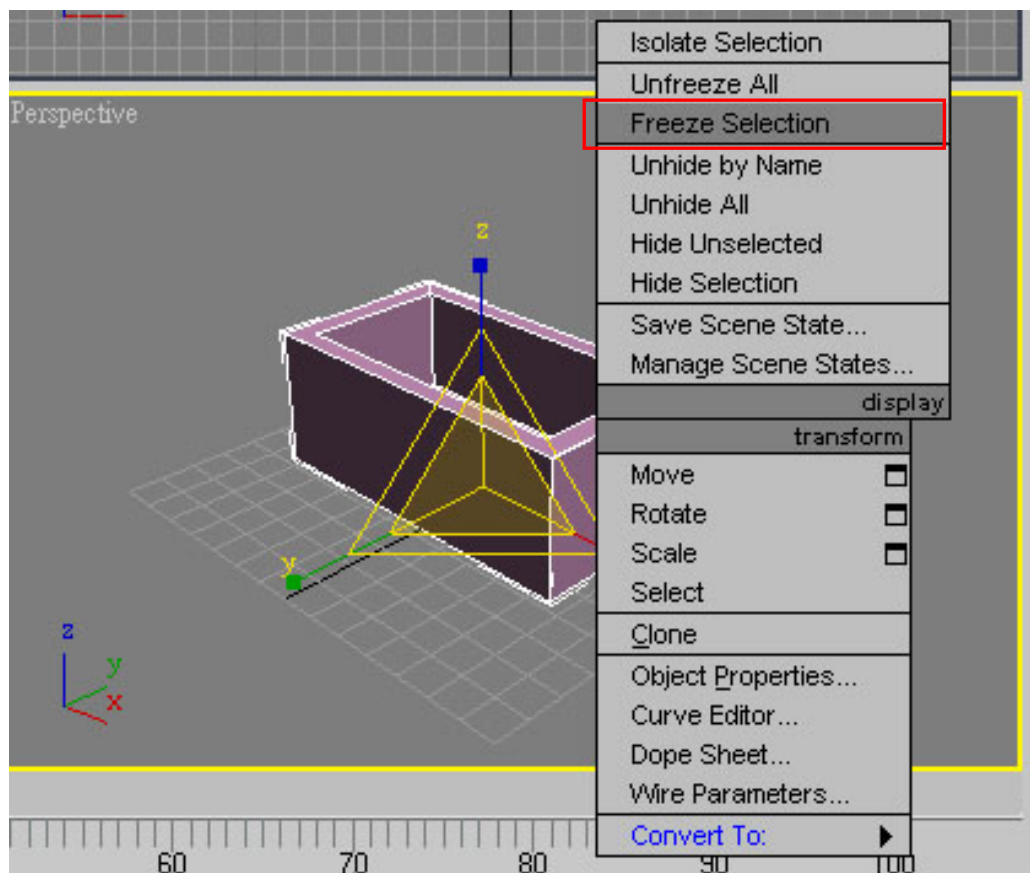 Perspective
z
y
z
y
x
Isolate Selection
Unfreeze All
Freeze Selection
Unhide by Name
Unhide All
Hide Unselected
Hide Selection
Save Scene State...
Manage Scene States...
display
transform
Move
Rotate
Scale
Select
Clone
Object Properties...
Curve Editor...
Dope Sheet...
Wire Parameters...
Convert To:
60 70 80 90 100